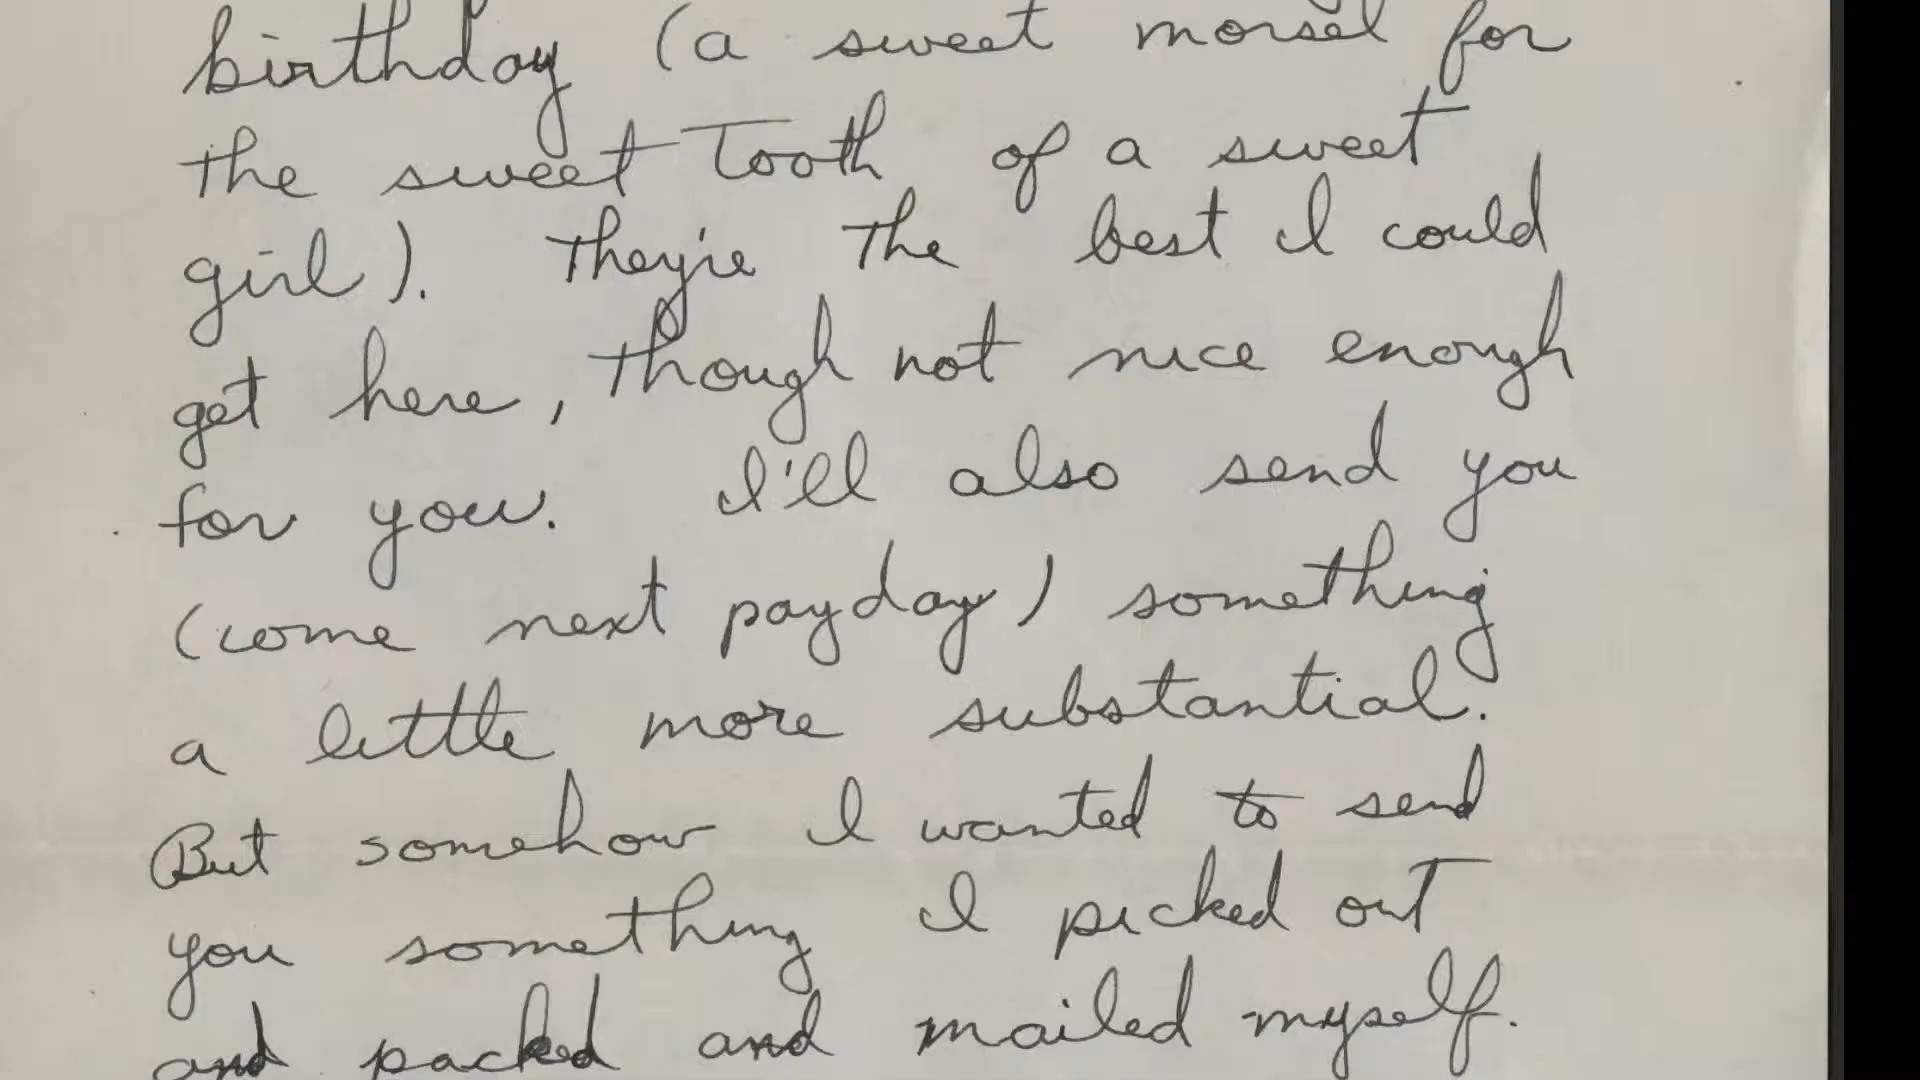 birthday (a sweet morsel for
the sweet tooth of a sweet
girl). They're the best I could
get here, though not nice enough
for you. I'll also send you
(come next payday) something
a little more substantial.
But somehow I wanted to send
you something I picked out
and packed and mailed myself.